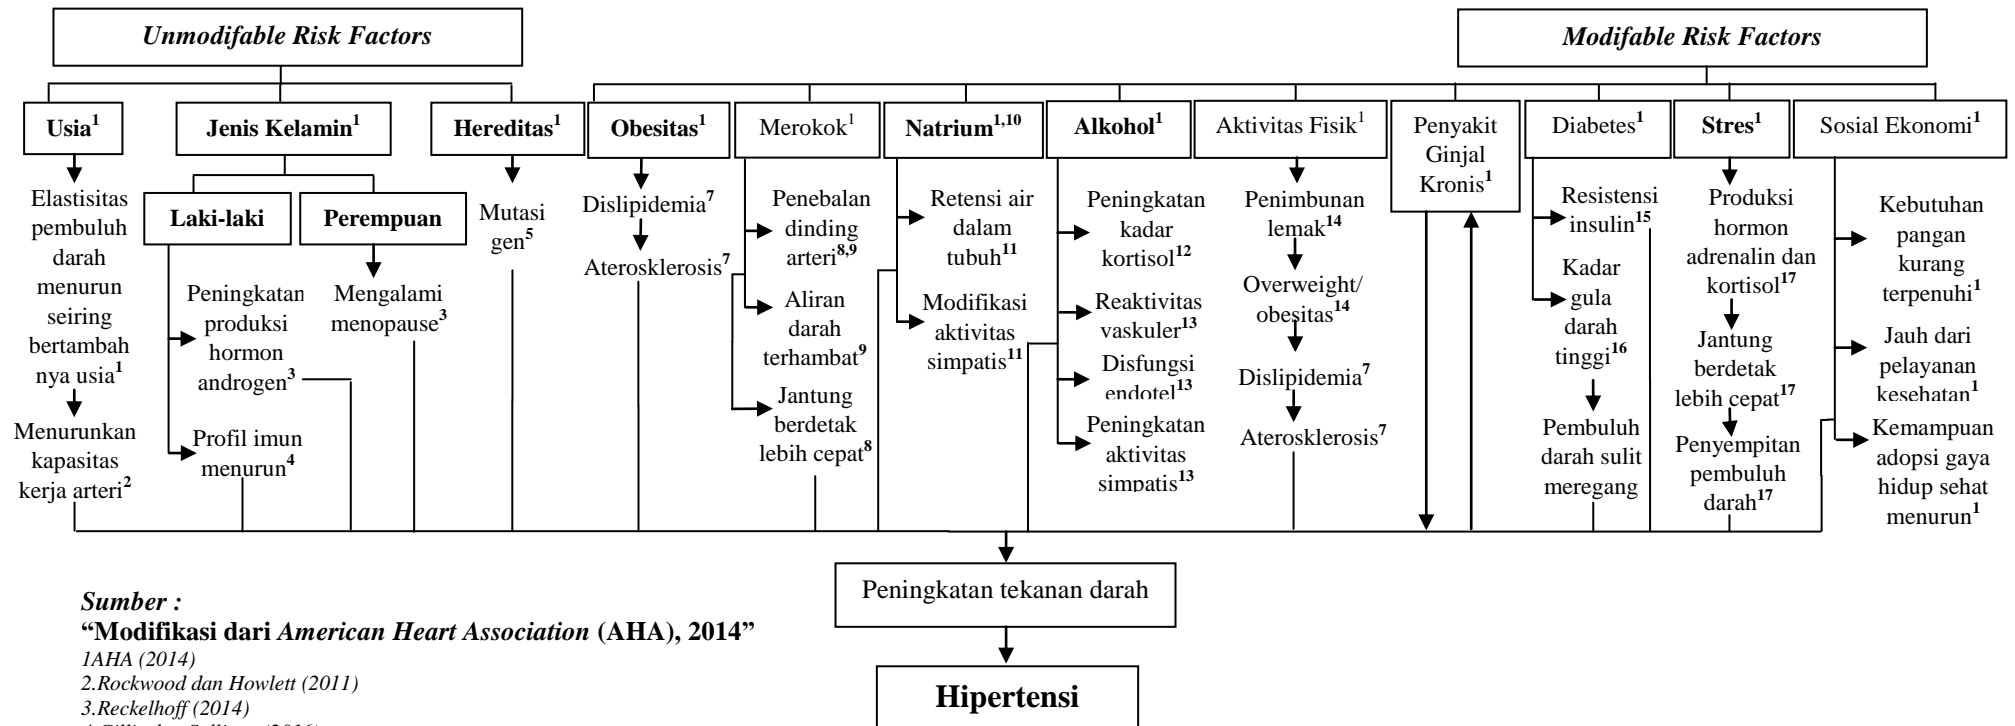 Unmodifable Risk Factors
Modifable Risk Factors
Usia¹
Jenis Kelamin¹
Hereditas¹
Obesitas¹
Merokok¹
Natrium¹,¹⁰
Alkohol¹
Aktivitas Fisik¹
Penyakit
Ginjal
Kronis¹
Diabetes¹
Stres¹
Sosial Ekonomi¹
Elastisitas
pembuluh
darah
menurun
seiring
bertambah
nya usia¹
Menurunkan
kapasitas
kerja arteri²
Laki-laki
Peningkatan
produksi
hormon
androgen³
Profil imun
menurun⁴
Perempuan
Mengalami
menopause³
Mutasi
gen⁵
Dislipidemia⁷
Aterosklerosis⁷
Penebalan
dinding
arteri⁸,⁹
Aliran
darah
terhambat⁹
Jantung
berdetak
lebih cepat⁸
Retensi air
dalam
tubuh¹¹
Modifikasi
aktivitas
simpatis¹¹
Peningkatan
kadar
kortisol¹²
Reaktivitas
vaskuler¹³
Disfungsi
endotel¹³
Peningkatan
aktivitas
simpatis¹³
Penimbunan
lemak¹⁴
Overweight/
obesitas¹⁴
Dislipidemia⁷
Aterosklerosis⁷
Resistensi
insulin¹⁵
Kadar
gula
darah
tinggi¹⁶
Pembuluh
darah sulit
meregang
Produksi
hormon
adrenalin dan
kortisol¹⁷
Jantung
berdetak
lebih cepat¹⁷
Penyempitan
pembuluh
darah¹⁷
Kebutuhan
pangan
kurang
terpenuhi¹
Jauh dari
pelayanan
kesehatan¹
Kemampuan
adopsi gaya
hidup sehat
menurun¹
Peningkatan tekanan darah
Hipertensi
Sumber :
“Modifikasi dari American Heart Association (AHA), 2014”
1AHA (2014)
2.Rockwood dan Howlett (2011)
3.Reckelhoff (2014)